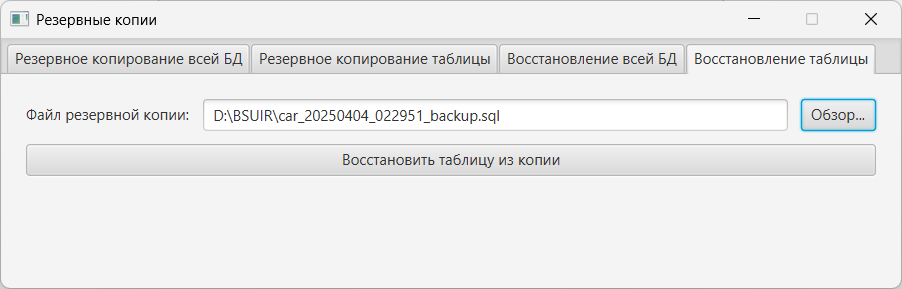 Резервные копии
Резервное копирование всей БД Резервное копирование таблицы Восстановление всей БД Восстановление таблицы
Файл резервной копии: D:\BSUIR\car_20250404_022951_backup.sql Обзор...
Восстановить таблицу из копии